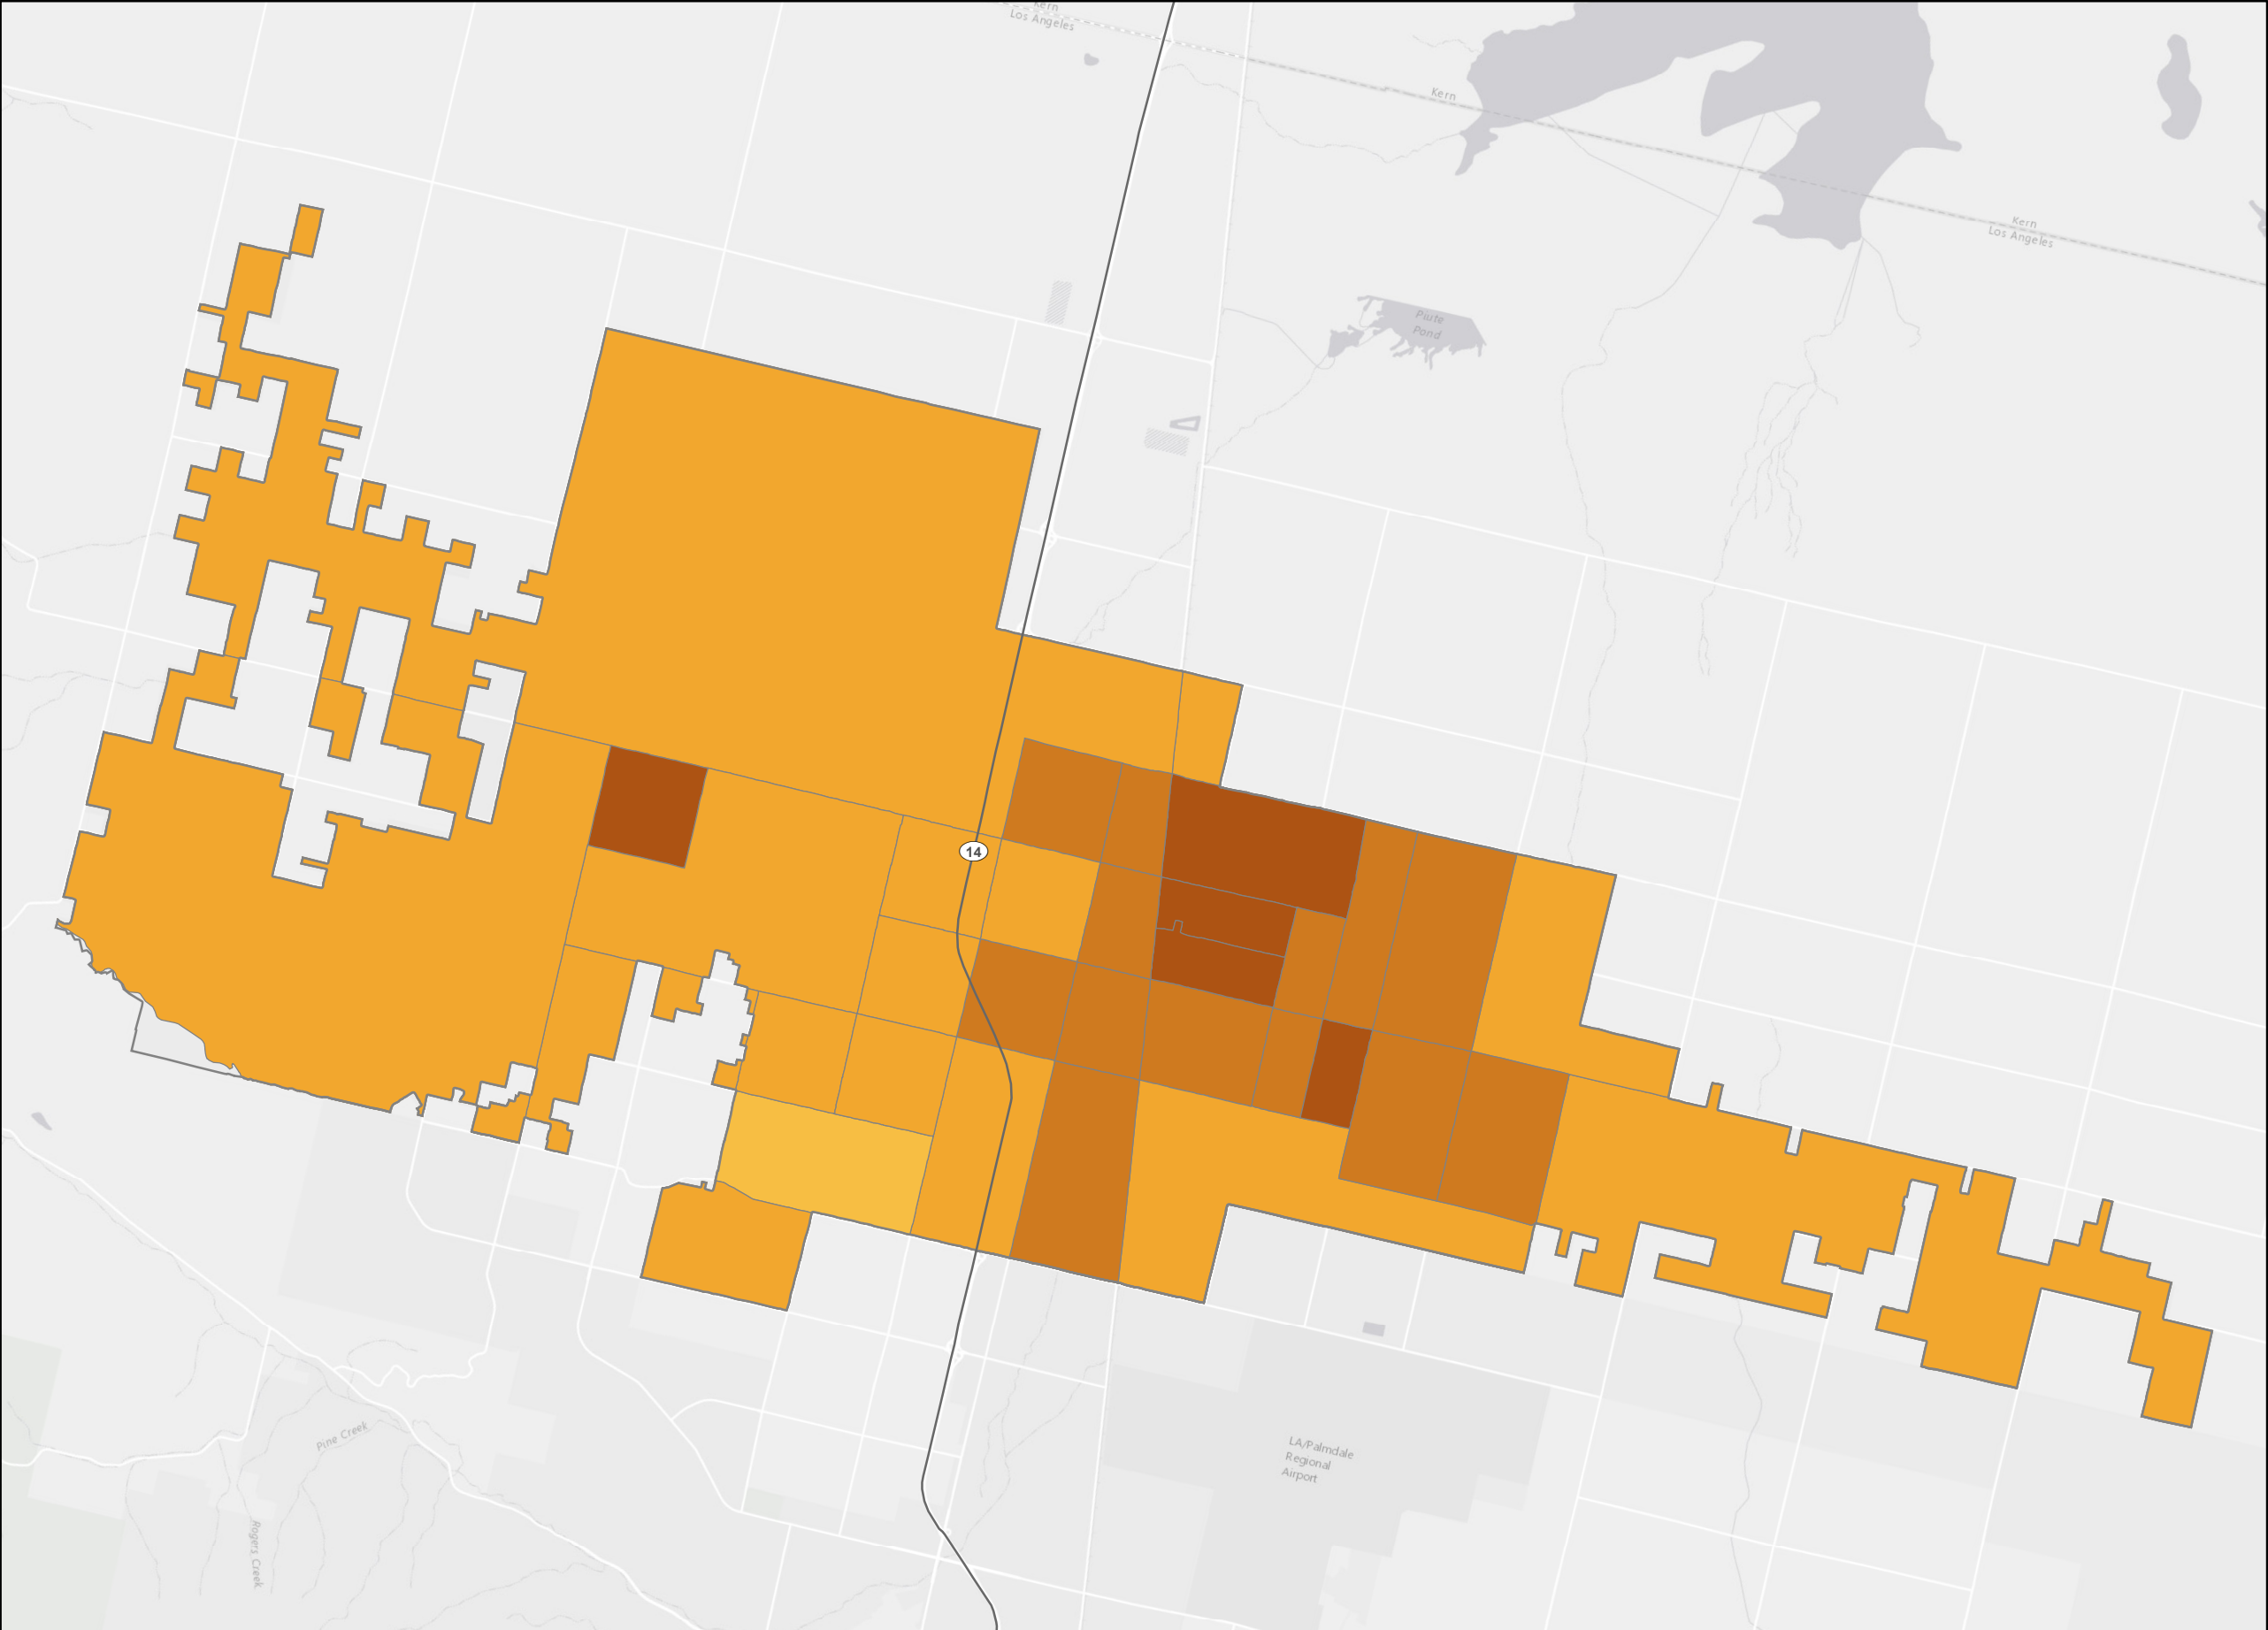 Kern
Los Angeles
Kern
Kern
Los Angeles
Piute
Pond
14
LA/Palmdale
Regional
Airport
Pine Creek
Rogers Creek